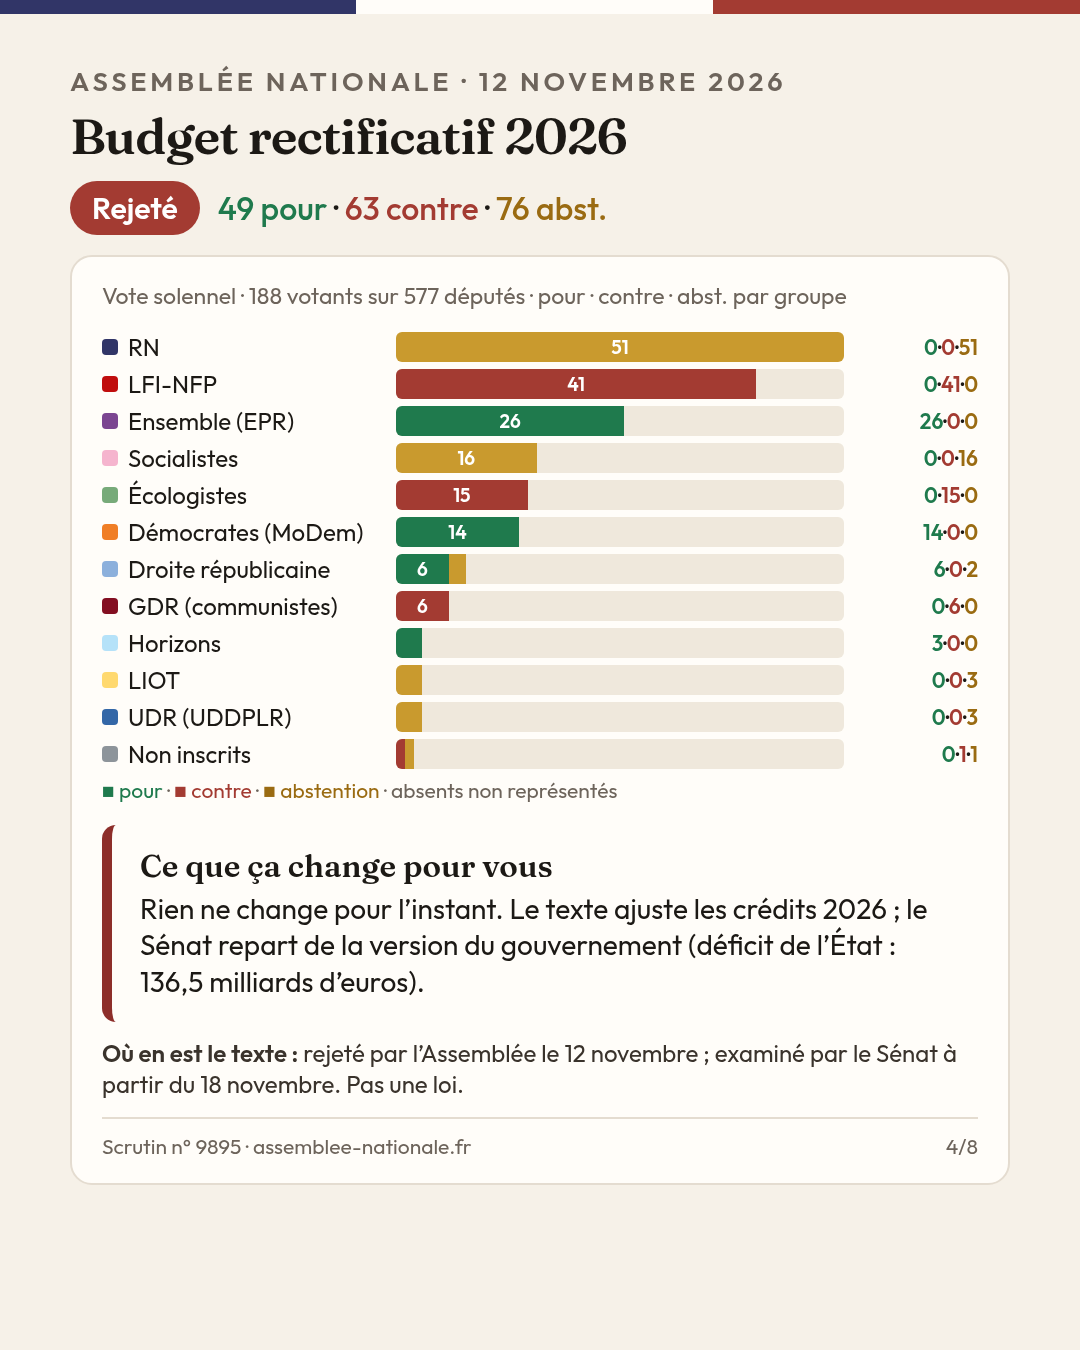 ASSEMBLÉE NATIONALE · 12 NOVEMBRE 2026
Budget rectificatif 2026
Rejeté 49 pour · 63 contre · 76 abst.
Vote solennel · 188 votants sur 577 députés · pour · contre · abst. par groupe
RN 51 0·0·51
LFI-NFP 41 0·41·0
Ensemble (EPR) 26 26·0·0
Socialistes 16 0·0·16
Écologistes 15 0·15·0
Démocrates (MoDem) 14 14·0·0
Droite républicaine 6 6·0·2
GDR (communistes) 6 0·6·0
Horizons 3·0·0
LIOT 0·0·3
UDR (UDDPLR) 0·0·3
Non inscrits 0·1·1
■ pour · ■ contre · ■ abstention · absents non représentés
Ce que ça change pour vous
Rien ne change pour l’instant. Le texte ajuste les crédits 2026 ; le
Sénat repart de la version du gouvernement (déficit de l’État :
136,5 milliards d’euros).
Où en est le texte : rejeté par l’Assemblée le 12 novembre ; examiné par le Sénat à
partir du 18 novembre. Pas une loi.
Scrutin n° 9895 · assemblee-nationale.fr 4/8